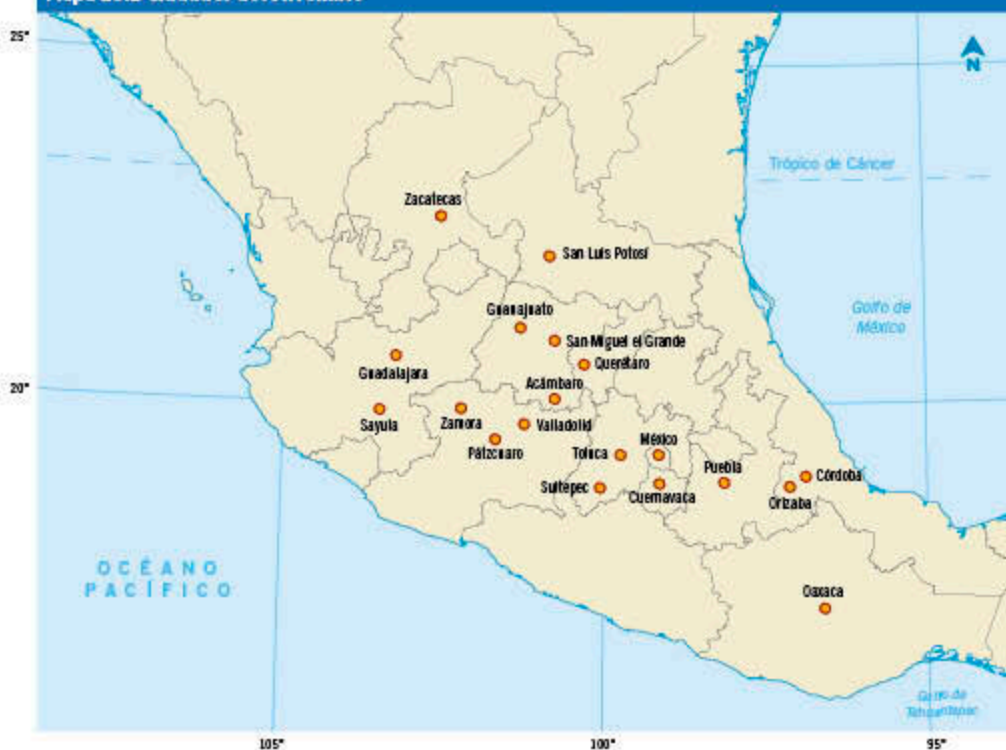 25°
N
Trópico de Cáncer
Zacatecas
San Luis Potosí
Golfo de
México
Guanajuato
San Miguel el Grande
Querétaro
Guadalajara
Acámbaro
20°
Sayula
Zamora
Valladolid
Pátzcuaro
Toluca
México
Puebla
Córdoba
Sultepec
Cuernavaca
Orizaba
OCÉANO
PACÍFICO
Oaxaca
Golfo de
Tehuantepec
105°
100°
95°